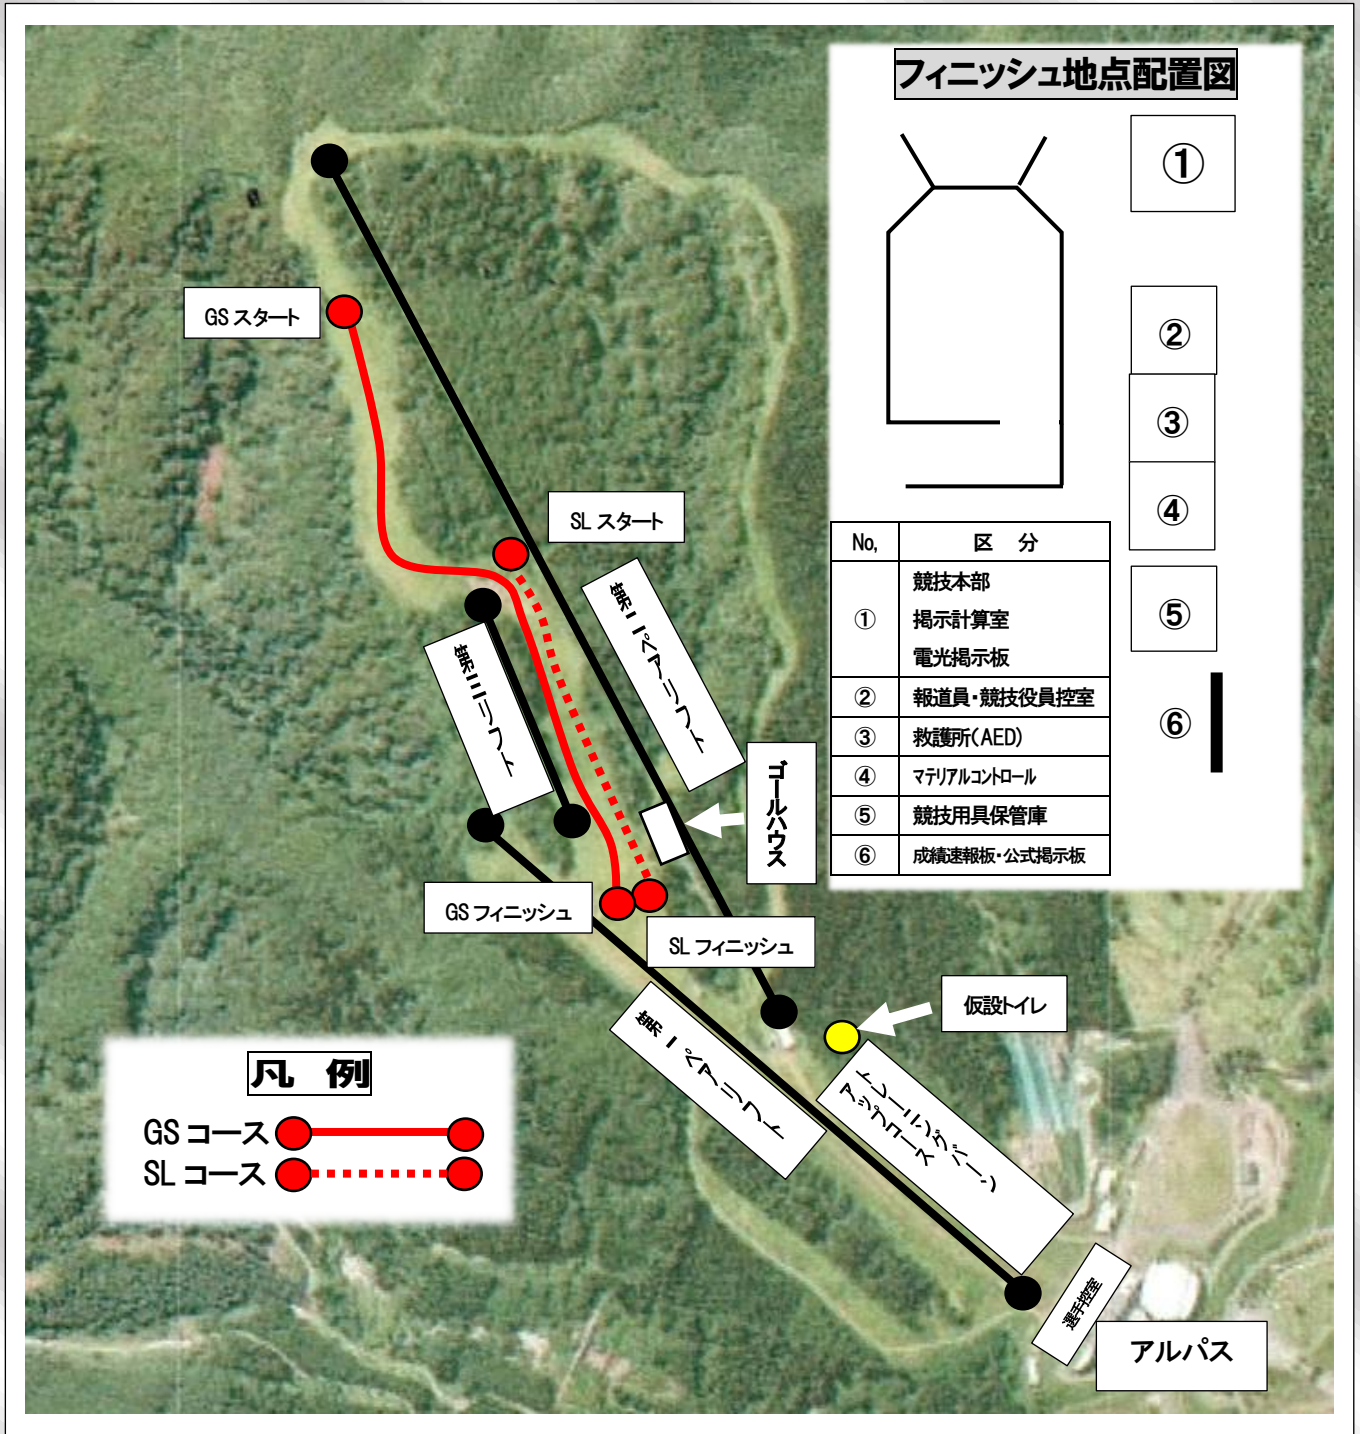 フィニッシュ地点配置図
①
②
③
④
⑤
⑥
No, 区 分
① 競技本部
掲示計算室
電光掲示板
② 報道員・競技役員控室
③ 救護所(AED)
④ マテリアルコントロール
⑤ 競技用具保管庫
⑥ 成績速報板・公式掲示板
GS スタート
SL スタート
第二ペアリフト
第三リフト
ゴールハウス
GS フィニッシュ
SL フィニッシュ
仮設トイレ
第一ペアリフト
トレーニングバーン
アップコース
選手控室
アルパス
凡 例
GS コース
SL コース